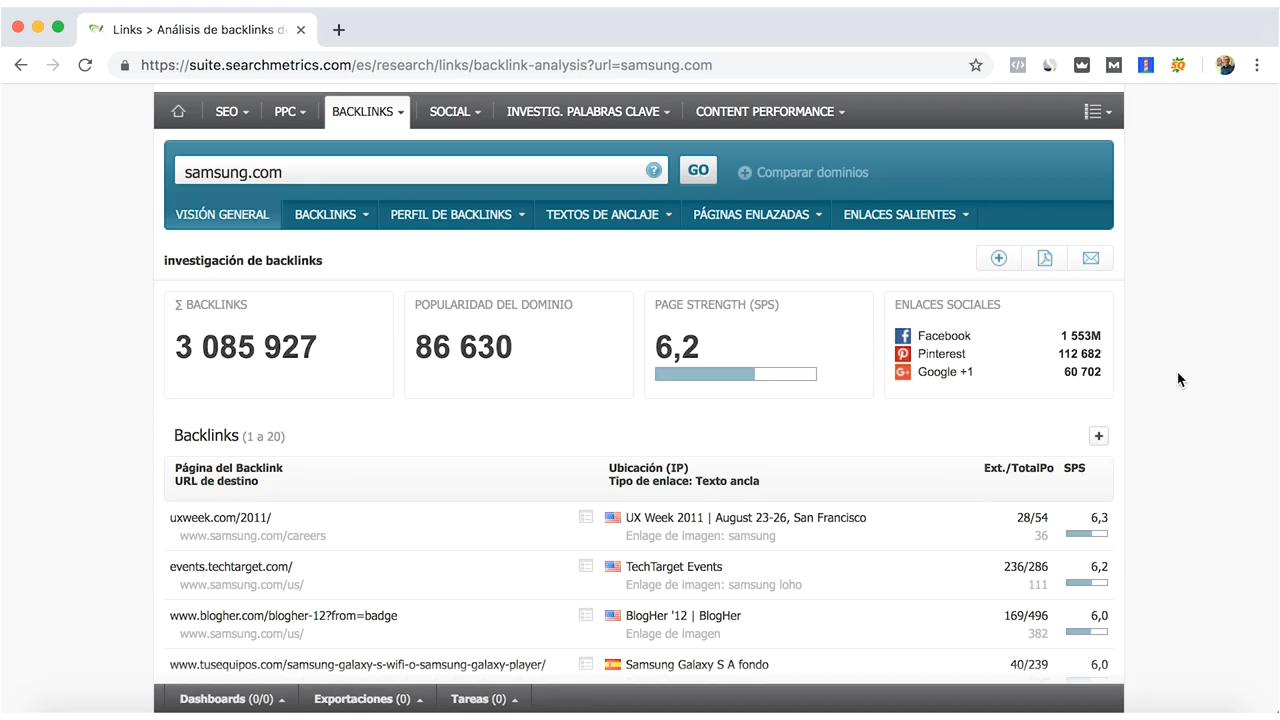 Links > Análisis de backlinks d
https://suite.searchmetrics.com/es/research/links/backlink-analysis?url=samsung.com
SEO PPC BACKLINKS SOCIAL INVESTIG. PALABRAS CLAVE CONTENT PERFORMANCE
samsung.com ? GO Comparar dominios
VISIÓN GENERAL BACKLINKS PERFIL DE BACKLINKS TEXTOS DE ANCLAJE PÁGINAS ENLAZADAS ENLACES SALIENTES
investigación de backlinks
Σ BACKLINKS POPULARIDAD DEL DOMINIO PAGE STRENGTH (SPS) ENLACES SOCIALES
3 085 927 86 630 6,2
Facebook 1 553M
Pinterest 112 682
Google +1 60 702
Backlinks (1 a 20)
Página del Backlink Ubicación (IP) Ext./TotalPo SPS
URL de destino Tipo de enlace: Texto ancla
uxweek.com/2011/ UX Week 2011 | August 23-26, San Francisco 28/54 6,3
www.samsung.com/careers Enlage de imagen: samsung 36
events.techtarget.com/ TechTarget Events 236/286 6,2
www.samsung.com/us/ Enlage de imagen: samsung loho 111
www.blogher.com/blogher-12?from=badge BlogHer '12 | BlogHer 169/496 6,0
www.samsung.com/us/ Enlage de imagen 382
www.tusequipos.com/samsung-galaxy-s-wifi-o-samsung-galaxy-player/ Samsung Galaxy S A fondo 40/239 6,0
Dashboards (0/0) Exportaciones (0) Tareas (0)